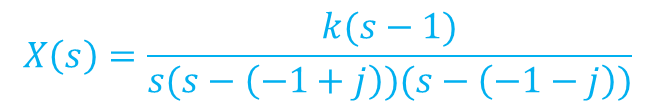 X(s) = k(s − 1) / s(s − (−1 + j))(s − (−1 − j))